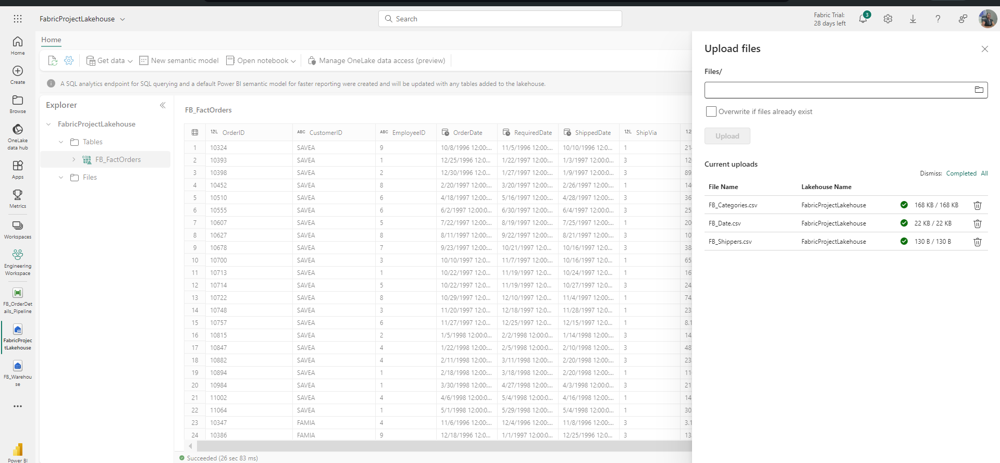 FabricProjectLakehouse
Search
Fabric Trial:
28 days left
3
Home
Create
Browse
OneLake
data hub
Apps
Metrics
Workspaces
Engineering
Workspace
FB_OrderDet
ails_Pipeline
FabricProjec
tLakehouse
FB_Warehou
se
Power BI
Home
Get data
New semantic model
Open notebook
Manage OneLake data access (preview)
A SQL analytics endpoint for SQL querying and a default Power BI semantic model for faster reporting were created and will be updated with any tables added to the lakehouse.
Explorer
FabricProjectLakehouse
Tables
FB_FactOrders
Files
FB_FactOrders
12L OrderID ABC CustomerID ABC EmployeeID OrderDate RequiredDate ShippedDate 12L ShipVia 1.2
1 10324 SAVEA 9 10/8/1996 12:00:... 11/5/1996 12:00:... 10/10/1996 12:0... 1 214
2 10393 SAVEA 1 12/25/1996 12:0... 1/22/1997 12:00:... 1/3/1997 12:00:0... 3 12
3 10398 SAVEA 2 12/30/1996 12:0... 1/27/1997 12:00:... 1/9/1997 12:00:0... 3 89
4 10452 SAVEA 8 2/20/1997 12:00:... 3/20/1997 12:00:... 2/26/1997 12:00:... 1 140
5 10510 SAVEA 6 4/18/1997 12:00:... 5/16/1997 12:00:... 4/28/1997 12:00:... 3 36
6 10555 SAVEA 6 6/2/1997 12:00:0... 6/30/1997 12:00:... 6/4/1997 12:00:0... 3 25
7 10607 SAVEA 5 7/22/1997 12:00:... 8/19/1997 12:00:... 7/25/1997 12:00:... 1 200
8 10627 SAVEA 8 8/11/1997 12:00:... 9/22/1997 12:00:... 8/21/1997 12:00:... 3 107
9 10678 SAVEA 7 9/23/1997 12:00:... 10/21/1997 12:0... 10/16/1997 12:0... 3 388
10 10700 SAVEA 3 10/10/1997 12:0... 11/7/1997 12:00:... 10/16/1997 12:0... 1 65
11 10713 SAVEA 1 10/22/1997 12:0... 11/19/1997 12:0... 10/24/1997 12:0... 1 16
12 10714 SAVEA 5 10/22/1997 12:0... 11/19/1997 12:0... 10/27/1997 12:0... 3 24
13 10722 SAVEA 8 10/29/1997 12:0... 12/10/1997 12:0... 11/4/1997 12:00:... 1 74
14 10748 SAVEA 3 11/20/1997 12:0... 12/18/1997 12:0... 11/28/1997 12:0... 1 23
15 10757 SAVEA 6 11/27/1997 12:0... 12/25/1997 12:0... 12/15/1997 12:0... 1 8.1
16 10815 SAVEA 2 1/5/1998 12:00:0... 2/2/1998 12:00:0... 1/14/1998 12:00:... 3 14
17 10847 SAVEA 4 1/22/1998 12:00:... 2/5/1998 12:00:0... 2/10/1998 12:00:... 3 487
18 10882 SAVEA 4 2/11/1998 12:00:... 3/11/1998 12:00:... 2/20/1998 12:00:... 3 23
19 10894 SAVEA 1 2/18/1998 12:00:... 3/18/1998 12:00:... 2/20/1998 12:00:... 1 11
20 10984 SAVEA 1 3/30/1998 12:00:... 4/27/1998 12:00:... 4/3/1998 12:00:0... 3 21
21 11002 SAVEA 4 4/6/1998 12:00:0... 5/4/1998 12:00:0... 4/16/1998 12:00:... 1 14
22 11064 SAVEA 1 5/1/1998 12:00:0... 5/29/1998 12:00:... 5/4/1998 12:00:0... 1 30
23 10347 FAMIA 4 11/6/1996 12:00:... 12/4/1996 12:00:... 11/8/1996 12:00:... 3 3.1
24 10386 FAMIA 9 12/18/1996 12:0... 1/1/1997 12:00:0... 12/25/1996 12:0... 3 13
Succeeded (26 sec 83 ms)
Upload files
Files/
Overwrite if files already exist
Upload
Current uploads
Dismiss: Completed All
File Name Lakehouse Name
FB_Categories.csv FabricProjectLakehouse 168 KB / 168 KB
FB_Date.csv FabricProjectLakehouse 22 KB / 22 KB
FB_Shippers.csv FabricProjectLakehouse 130 B / 130 B